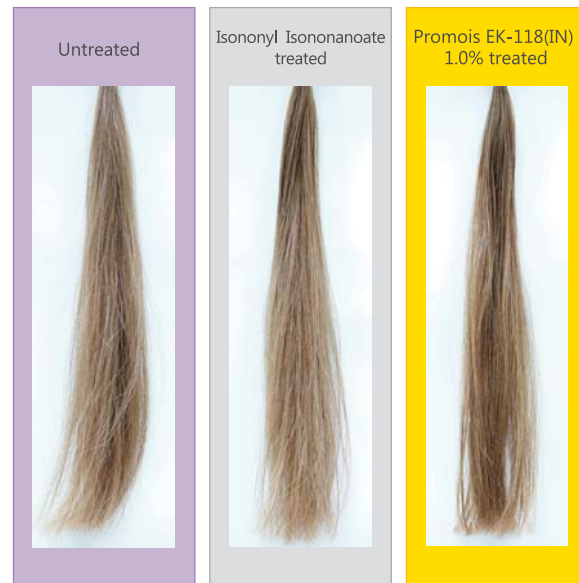 Untreated
Isononyl Isononanoate
treated
Promois EK-118(IN)
1.0% treated